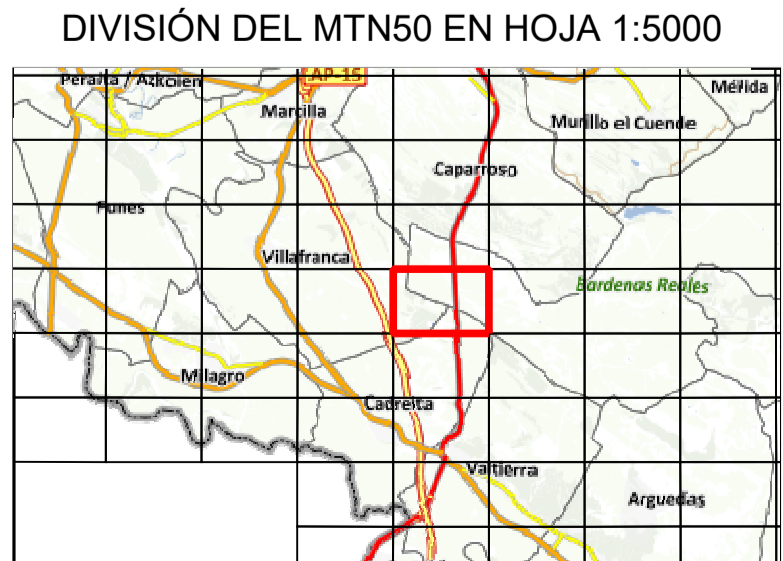 DIVISIÓN DEL MTN50 EN HOJA 1:5000
Peralta / Azkoien
AP-15
Mérida
Marcilla
Murillo el Cuende
Caparroso
Funes
Villafranca
Bardenas Reales
Milagro
Cadreita
Valtierra
Arguedas